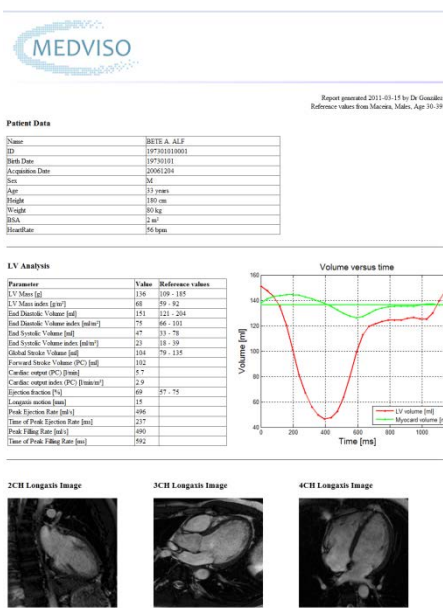 MEDVISO
Report generated 2011-03-15 by Dr González
Reference values from Maceira, Males, Age 30-39
Patient Data
Name BETE A. ALF
ID 197301010001
Birth Date 19730101
Acquisition Date 20061204
Sex M
Age 33 years
Height 180 cm
Weight 80 kg
BSA 2 m²
HeartRate 56 bpm
LV Analysis
Parameter Value Reference values
LV Mass [g] 136 109 - 185
LV Mass index [g/m²] 68 59 - 92
End Diastolic Volume [ml] 151 121 - 204
End Diastolic Volume index [ml/m²] 75 66 - 101
End Systolic Volume [ml] 47 33 - 78
End Systolic Volume index [ml/m²] 23 18 - 39
Global Stroke Volume [ml] 104 79 - 135
Forward Stroke Volume (PC) [ml] 102
Cardiac output (PC) [l/min] 5.7
Cardiac output index (PC) [l/min/m²] 2.9
Ejection fraction [%] 69 57 - 75
Longaxis motion [mm] 15
Peak Ejection Rate [ml/s] 496
Time of Peak Ejection Rate [ms] 237
Peak Filling Rate [ml/s] 490
Time of Peak Filling Rate [ms] 592
Volume versus time
160
140
120
100
80
60
40
Volume [ml]
0 200 400 600 800 1000
Time [ms]
LV volume [ml]
Myocard volume
2CH Longaxis Image 3CH Longaxis Image 4CH Longaxis Image